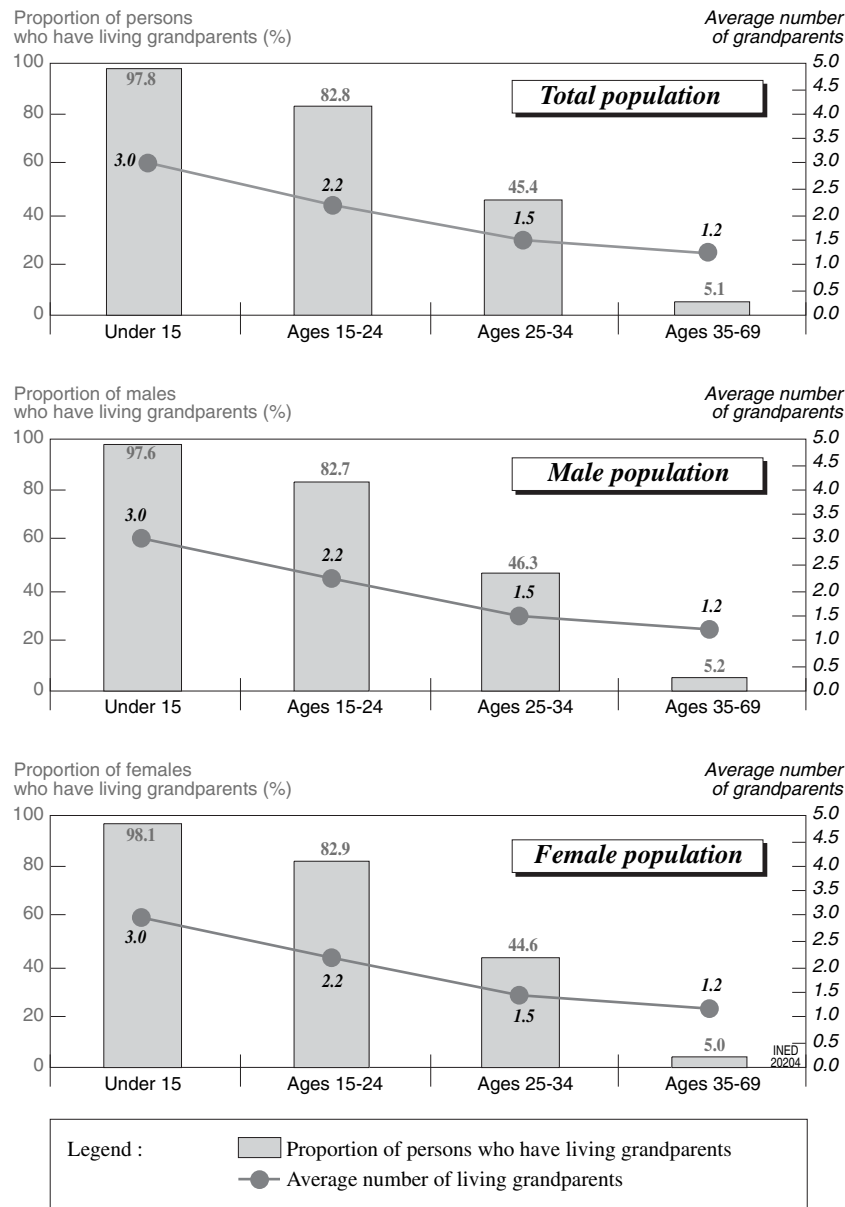 Proportion of persons
who have living grandparents (%)
Average number
of grandparents
Total population
100
80
60
40
20
0
97.8
82.8
45.4
5.1
3.0
2.2
1.5
1.2
5.0
4.5
4.0
3.5
3.0
2.5
2.0
1.5
1.0
0.5
0.0
Under 15
Ages 15-24
Ages 25-34
Ages 35-69
Proportion of males
who have living grandparents (%)
Average number
of grandparents
Male population
100
80
60
40
20
0
97.6
82.7
46.3
5.2
3.0
2.2
1.5
1.2
5.0
4.5
4.0
3.5
3.0
2.5
2.0
1.5
1.0
0.5
0.0
Under 15
Ages 15-24
Ages 25-34
Ages 35-69
Proportion of females
who have living grandparents (%)
Average number
of grandparents
Female population
100
80
60
40
20
0
98.1
82.9
44.6
5.0
3.0
2.2
1.5
1.2
5.0
4.5
4.0
3.5
3.0
2.5
2.0
1.5
1.0
0.5
0.0
INED
20204
Under 15
Ages 15-24
Ages 25-34
Ages 35-69
Legend :
Proportion of persons who have living grandparents
Average number of living grandparents